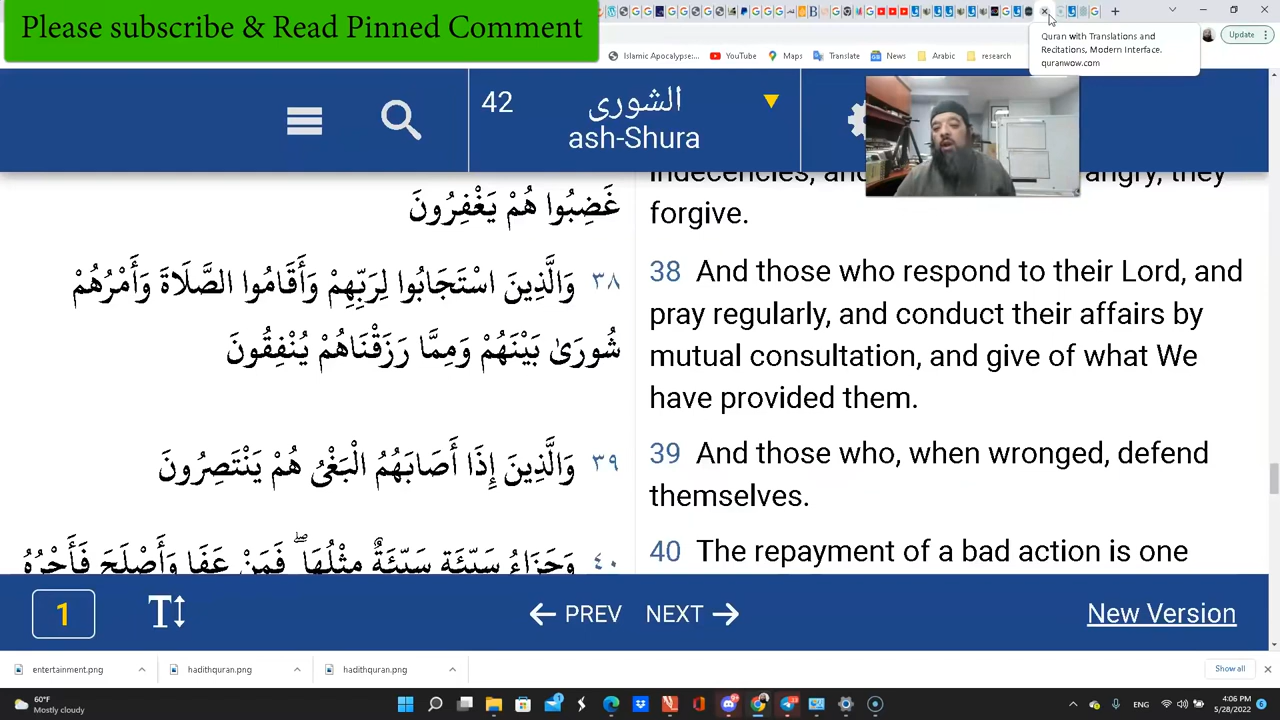 Please subscribe & Read Pinned Comment
Quran with Translations and
Recitations, Modern Interface.
quranwow.com
Update
Islamic Apocalypse:...
YouTube
Maps
Translate
News
Arabic
research
42
الشورى
ash-Shura
غَضِبُوا هُمْ يَغْفِرُونَ
٣٨ وَالَّذِينَ اسْتَجَابُوا لِرَبِّهِمْ وَأَقَامُوا الصَّلَاةَ وَأَمْرُهُمْ
شُورَىٰ بَيْنَهُمْ وَمِمَّا رَزَقْنَاهُمْ يُنْفِقُونَ
٣٩ وَالَّذِينَ إِذَا أَصَابَهُمُ الْبَغْيُ هُمْ يَنْتَصِرُونَ
٤٠ وَجَزَاءُ سَيِّئَةٍ سَيِّئَةٌ مِثْلُهَا ۖ فَمَنْ عَفَا وَأَصْلَحَ فَأَجْرُهُ
indecencies, and angry, they
forgive.
38 And those who respond to their Lord, and
pray regularly, and conduct their affairs by
mutual consultation, and give of what We
have provided them.
39 And those who, when wronged, defend
themselves.
40 The repayment of a bad action is one
1
T
PREV
NEXT
New Version
entertainment.png
hadithquran.png
hadithquran.png
Show all
60°F
Mostly cloudy
ENG
4:06 PM
5/28/2022